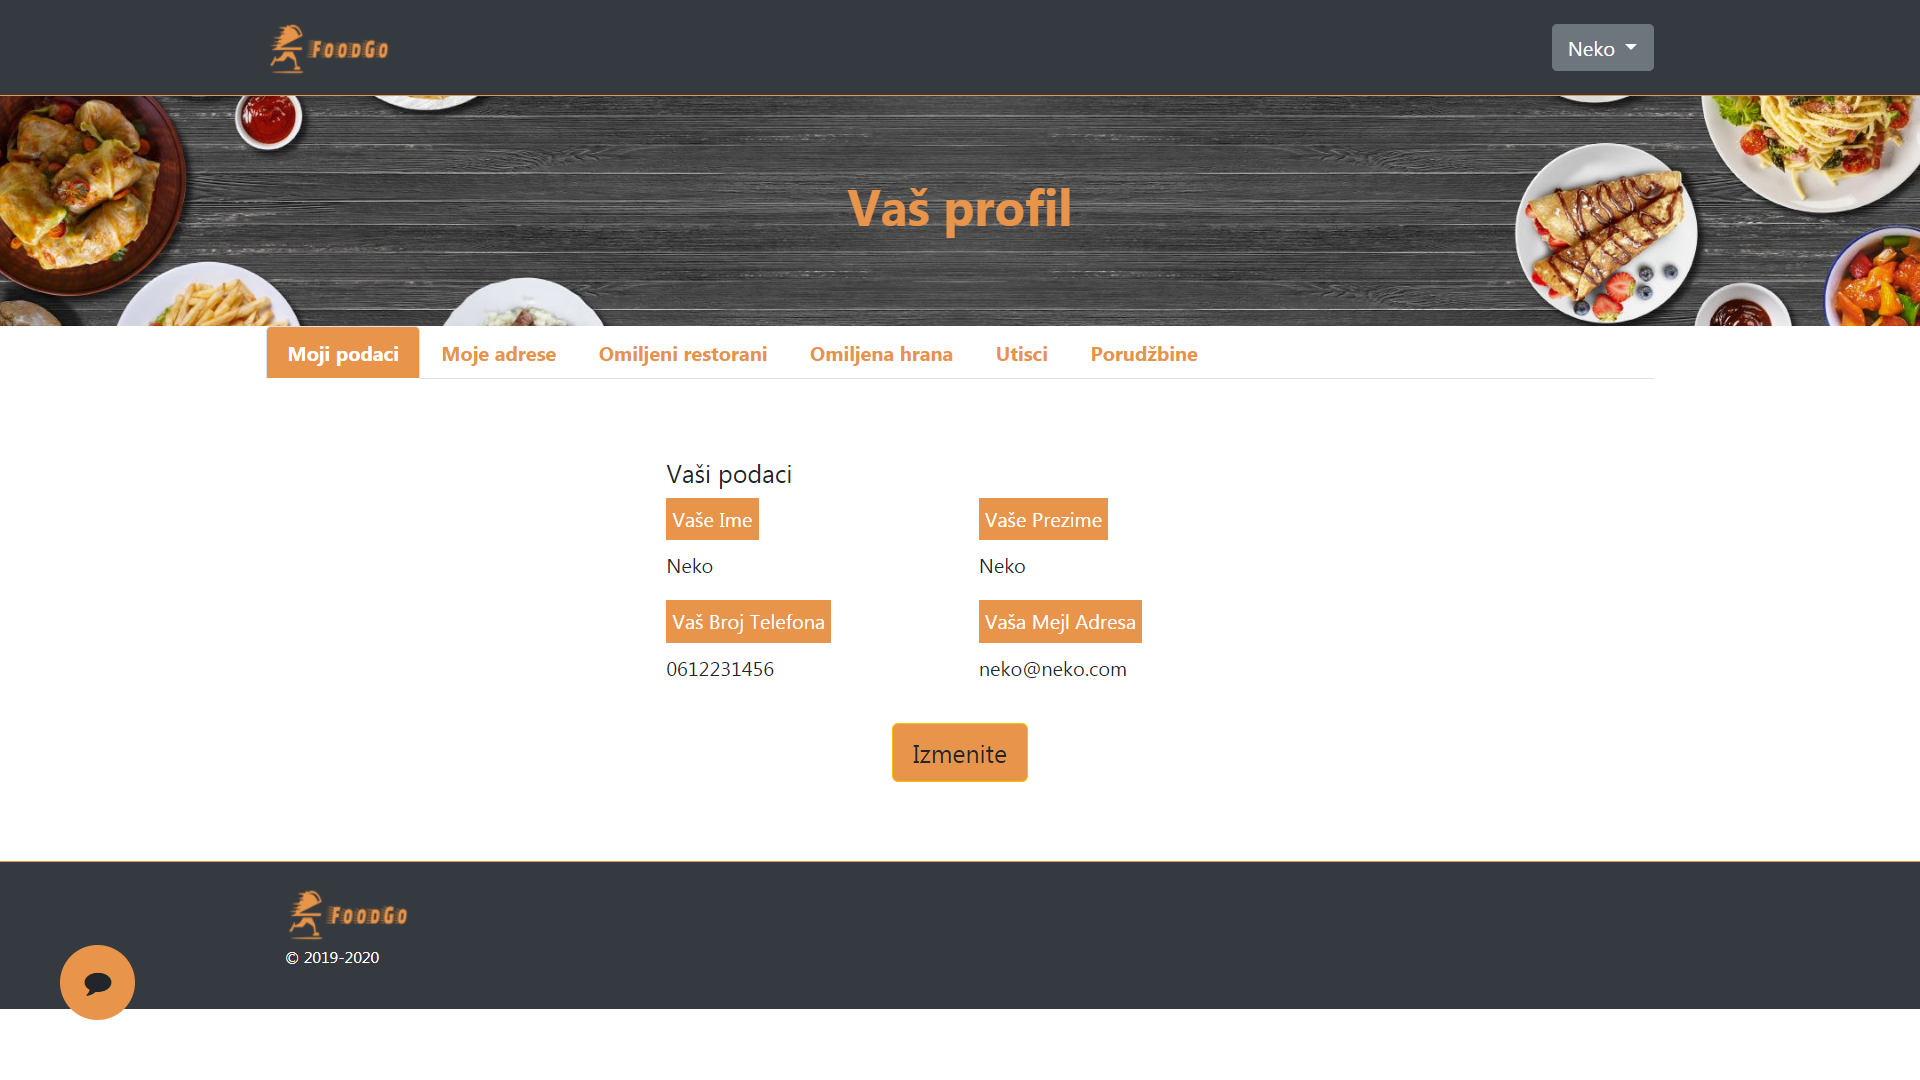 FoodGo
Neko
Vaš profil
Moji podaci
Moje adrese
Omiljeni restorani
Omiljena hrana
Utisci
Porudžbine
Vaši podaci
Vaše Ime
Vaše Prezime
Neko
Neko
Vaš Broj Telefona
Vaša Mejl Adresa
0612231456
neko@neko.com
Izmenite
FoodGo
© 2019-2020